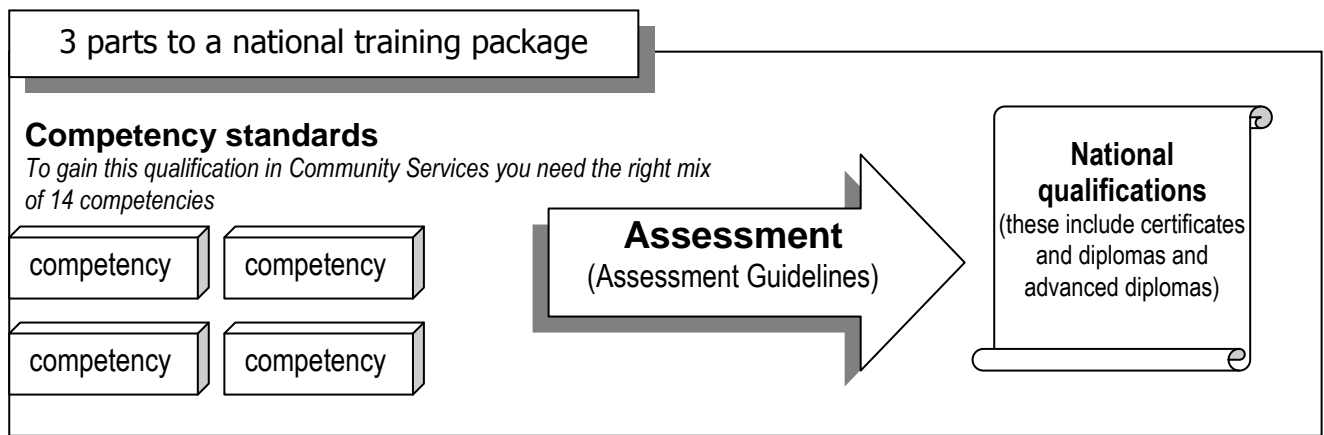 3 parts to a national training package
Competency standards
To gain this qualification in Community Services you need the right mix
of 14 competencies
competency
competency
competency
competency
Assessment
(Assessment Guidelines)
National
qualifications
(these include certificates
and diplomas and
advanced diplomas)